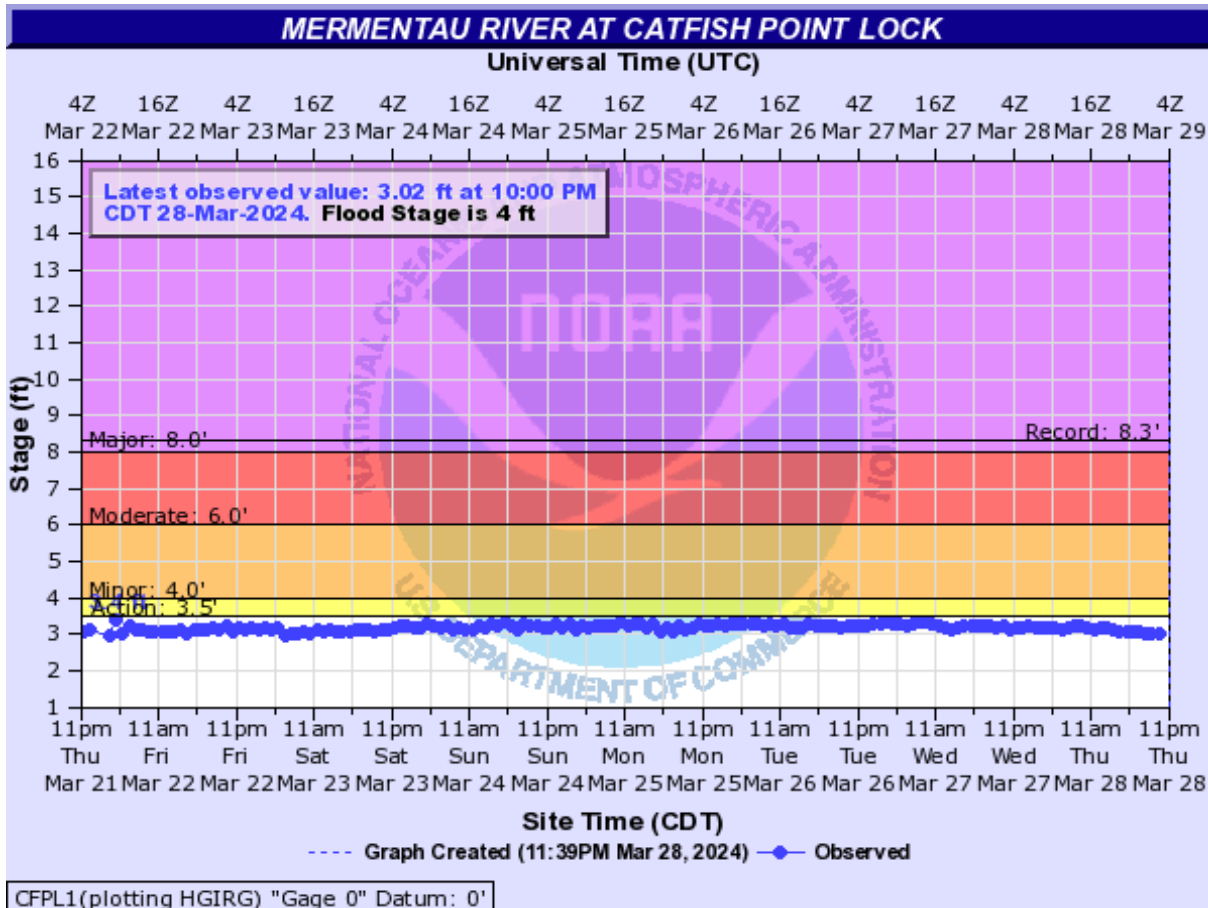 MERMENTAU RIVER AT CATFISH POINT LOCK
Universal Time (UTC)
4Z 16Z 4Z 16Z 4Z 16Z 4Z 16Z 4Z 16Z 4Z 16Z 4Z 16Z 4Z
Mar 22 Mar 22 Mar 23 Mar 23 Mar 24 Mar 24 Mar 25 Mar 25 Mar 26 Mar 26 Mar 27 Mar 27 Mar 28 Mar 28 Mar 29
16
15
14
13
12
11
10
9
8
7
6
5
4
3
2
1
Stage (ft)
Latest observed value: 3.02 ft at 10:00 PM
CDT 28-Mar-2024. Flood Stage is 4 ft
NATIONAL OCEANIC AND ATMOSPHERIC ADMINISTRATION
NOAA
U.S. DEPARTMENT OF COMMERCE
Record: 8.3'
Major: 8.0'
Moderate: 6.0'
Minor: 4.0'
Action: 3.5'
11pm 11am 11pm 11am 11pm 11am 11pm 11am 11pm 11am 11pm 11am 11pm 11am 11pm
Thu Fri Fri Sat Sat Sun Sun Mon Mon Tue Tue Wed Wed Thu Thu
Mar 21 Mar 22 Mar 22 Mar 23 Mar 23 Mar 24 Mar 24 Mar 25 Mar 25 Mar 26 Mar 26 Mar 27 Mar 27 Mar 28 Mar 28
Site Time (CDT)
---- Graph Created (11:39PM Mar 28, 2024) Observed
CFPL1(plotting HGIRG) "Gage 0" Datum: 0'